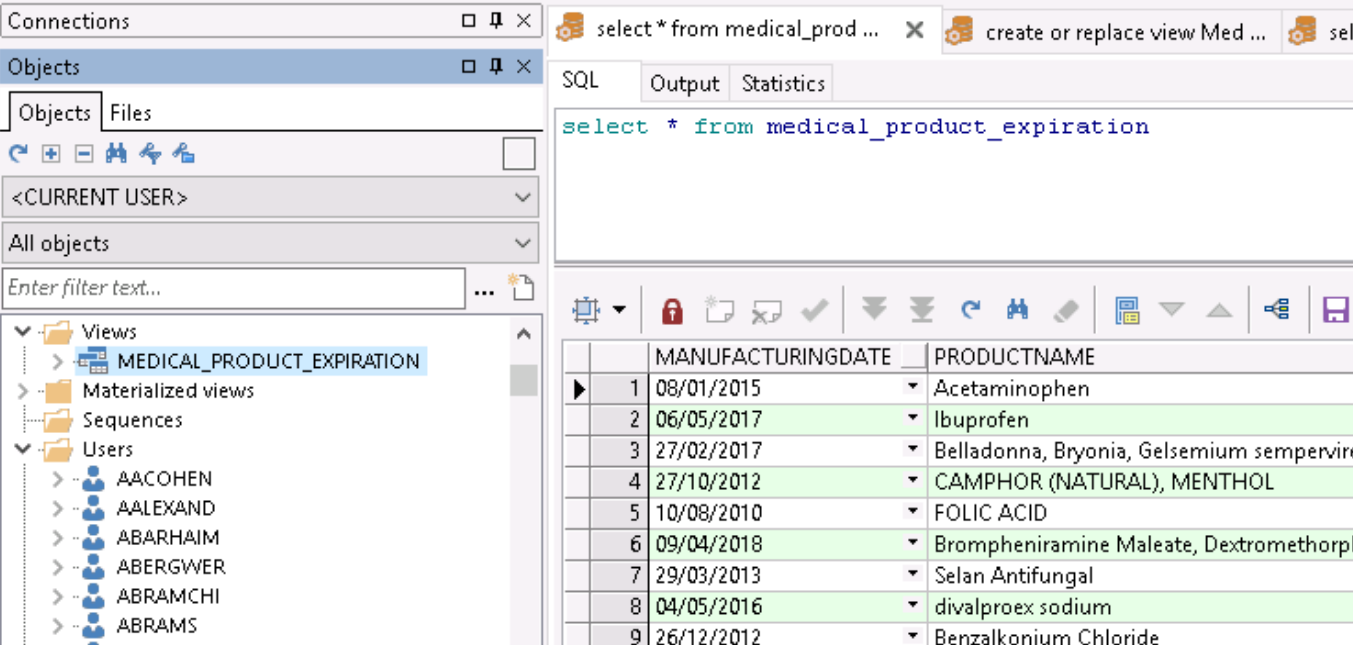 Connections
Objects
Objects Files
<CURRENT USER>
All objects
Enter filter text...
...
Views
MEDICAL_PRODUCT_EXPIRATION
Materialized views
Sequences
Users
AACOHEN
AALEXAND
ABARHAIM
ABERGWER
ABRAMCHI
ABRAMS
select * from medical_prod ... create or replace view Med ... sel
SQL Output Statistics
select * from medical_product_expiration
MANUFACTURINGDATE PRODUCTNAME
1 08/01/2015 Acetaminophen
2 06/05/2017 Ibuprofen
3 27/02/2017 Belladonna, Bryonia, Gelsemium sempervire
4 27/10/2012 CAMPHOR (NATURAL), MENTHOL
5 10/08/2010 FOLIC ACID
6 09/04/2018 Brompheniramine Maleate, Dextromethorph
7 29/03/2013 Selan Antifungal
8 04/05/2016 divalproex sodium
9 26/12/2012 Benzalkonium Chloride